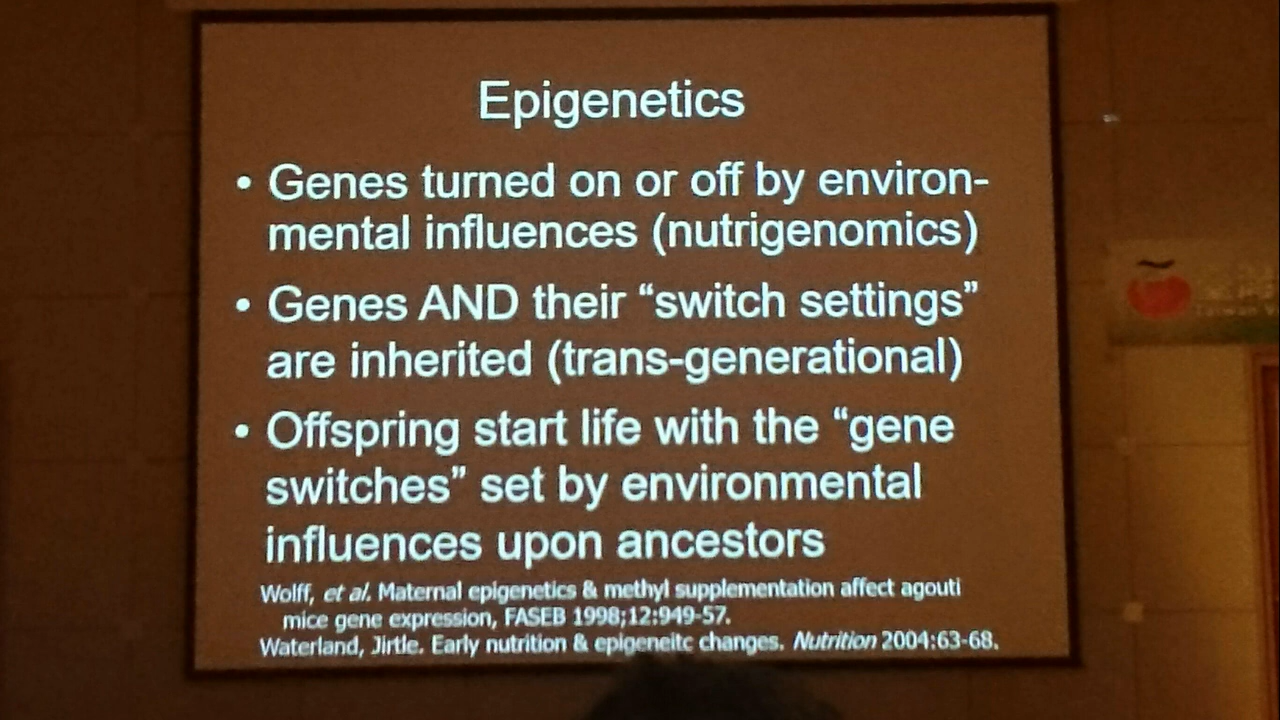 Epigenetics
• Genes turned on or off by environ-
mental influences (nutrigenomics)
• Genes AND their “switch settings”
are inherited (trans-generational)
• Offspring start life with the “gene
switches” set by environmental
influences upon ancestors
Wolff, et al. Maternal epigenetics & methyl supplementation affect agouti
mice gene expression, FASEB 1998;12:949-57.
Waterland, Jirtle. Early nutrition & epigeneitc changes. Nutrition 2004:63-68.
Taiwan